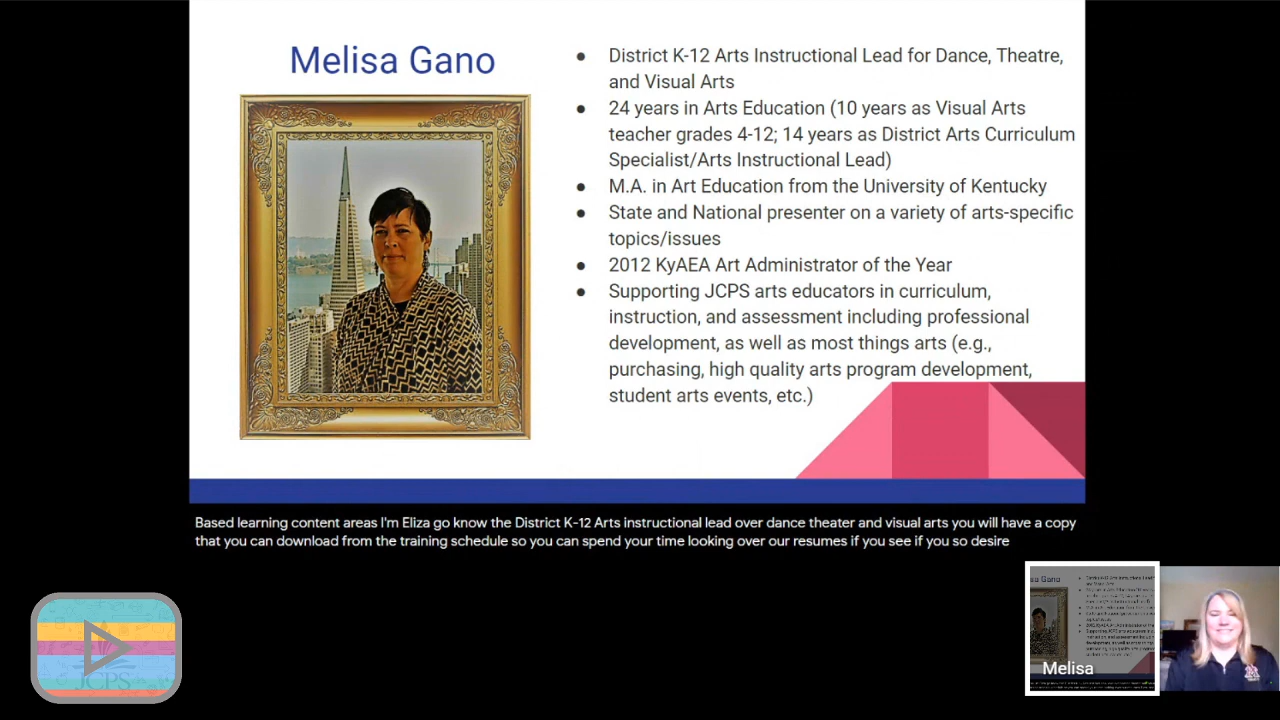 Melisa Gano
● District K-12 Arts Instructional Lead for Dance, Theatre,
and Visual Arts
● 24 years in Arts Education (10 years as Visual Arts
teacher grades 4-12; 14 years as District Arts Curriculum
Specialist/Arts Instructional Lead)
● M.A. in Art Education from the University of Kentucky
● State and National presenter on a variety of arts-specific
topics/issues
● 2012 KyAEA Art Administrator of the Year
● Supporting JCPS arts educators in curriculum,
instruction, and assessment including professional
development, as well as most things arts (e.g.,
purchasing, high quality arts program development,
student arts events, etc.)
Based learning content areas I'm Eliza go know the District K-12 Arts instructional lead over dance theater and visual arts you will have a copy
that you can download from the training schedule so you can spend your time looking over our resumes if you see if you so desire
JCPS
Melisa